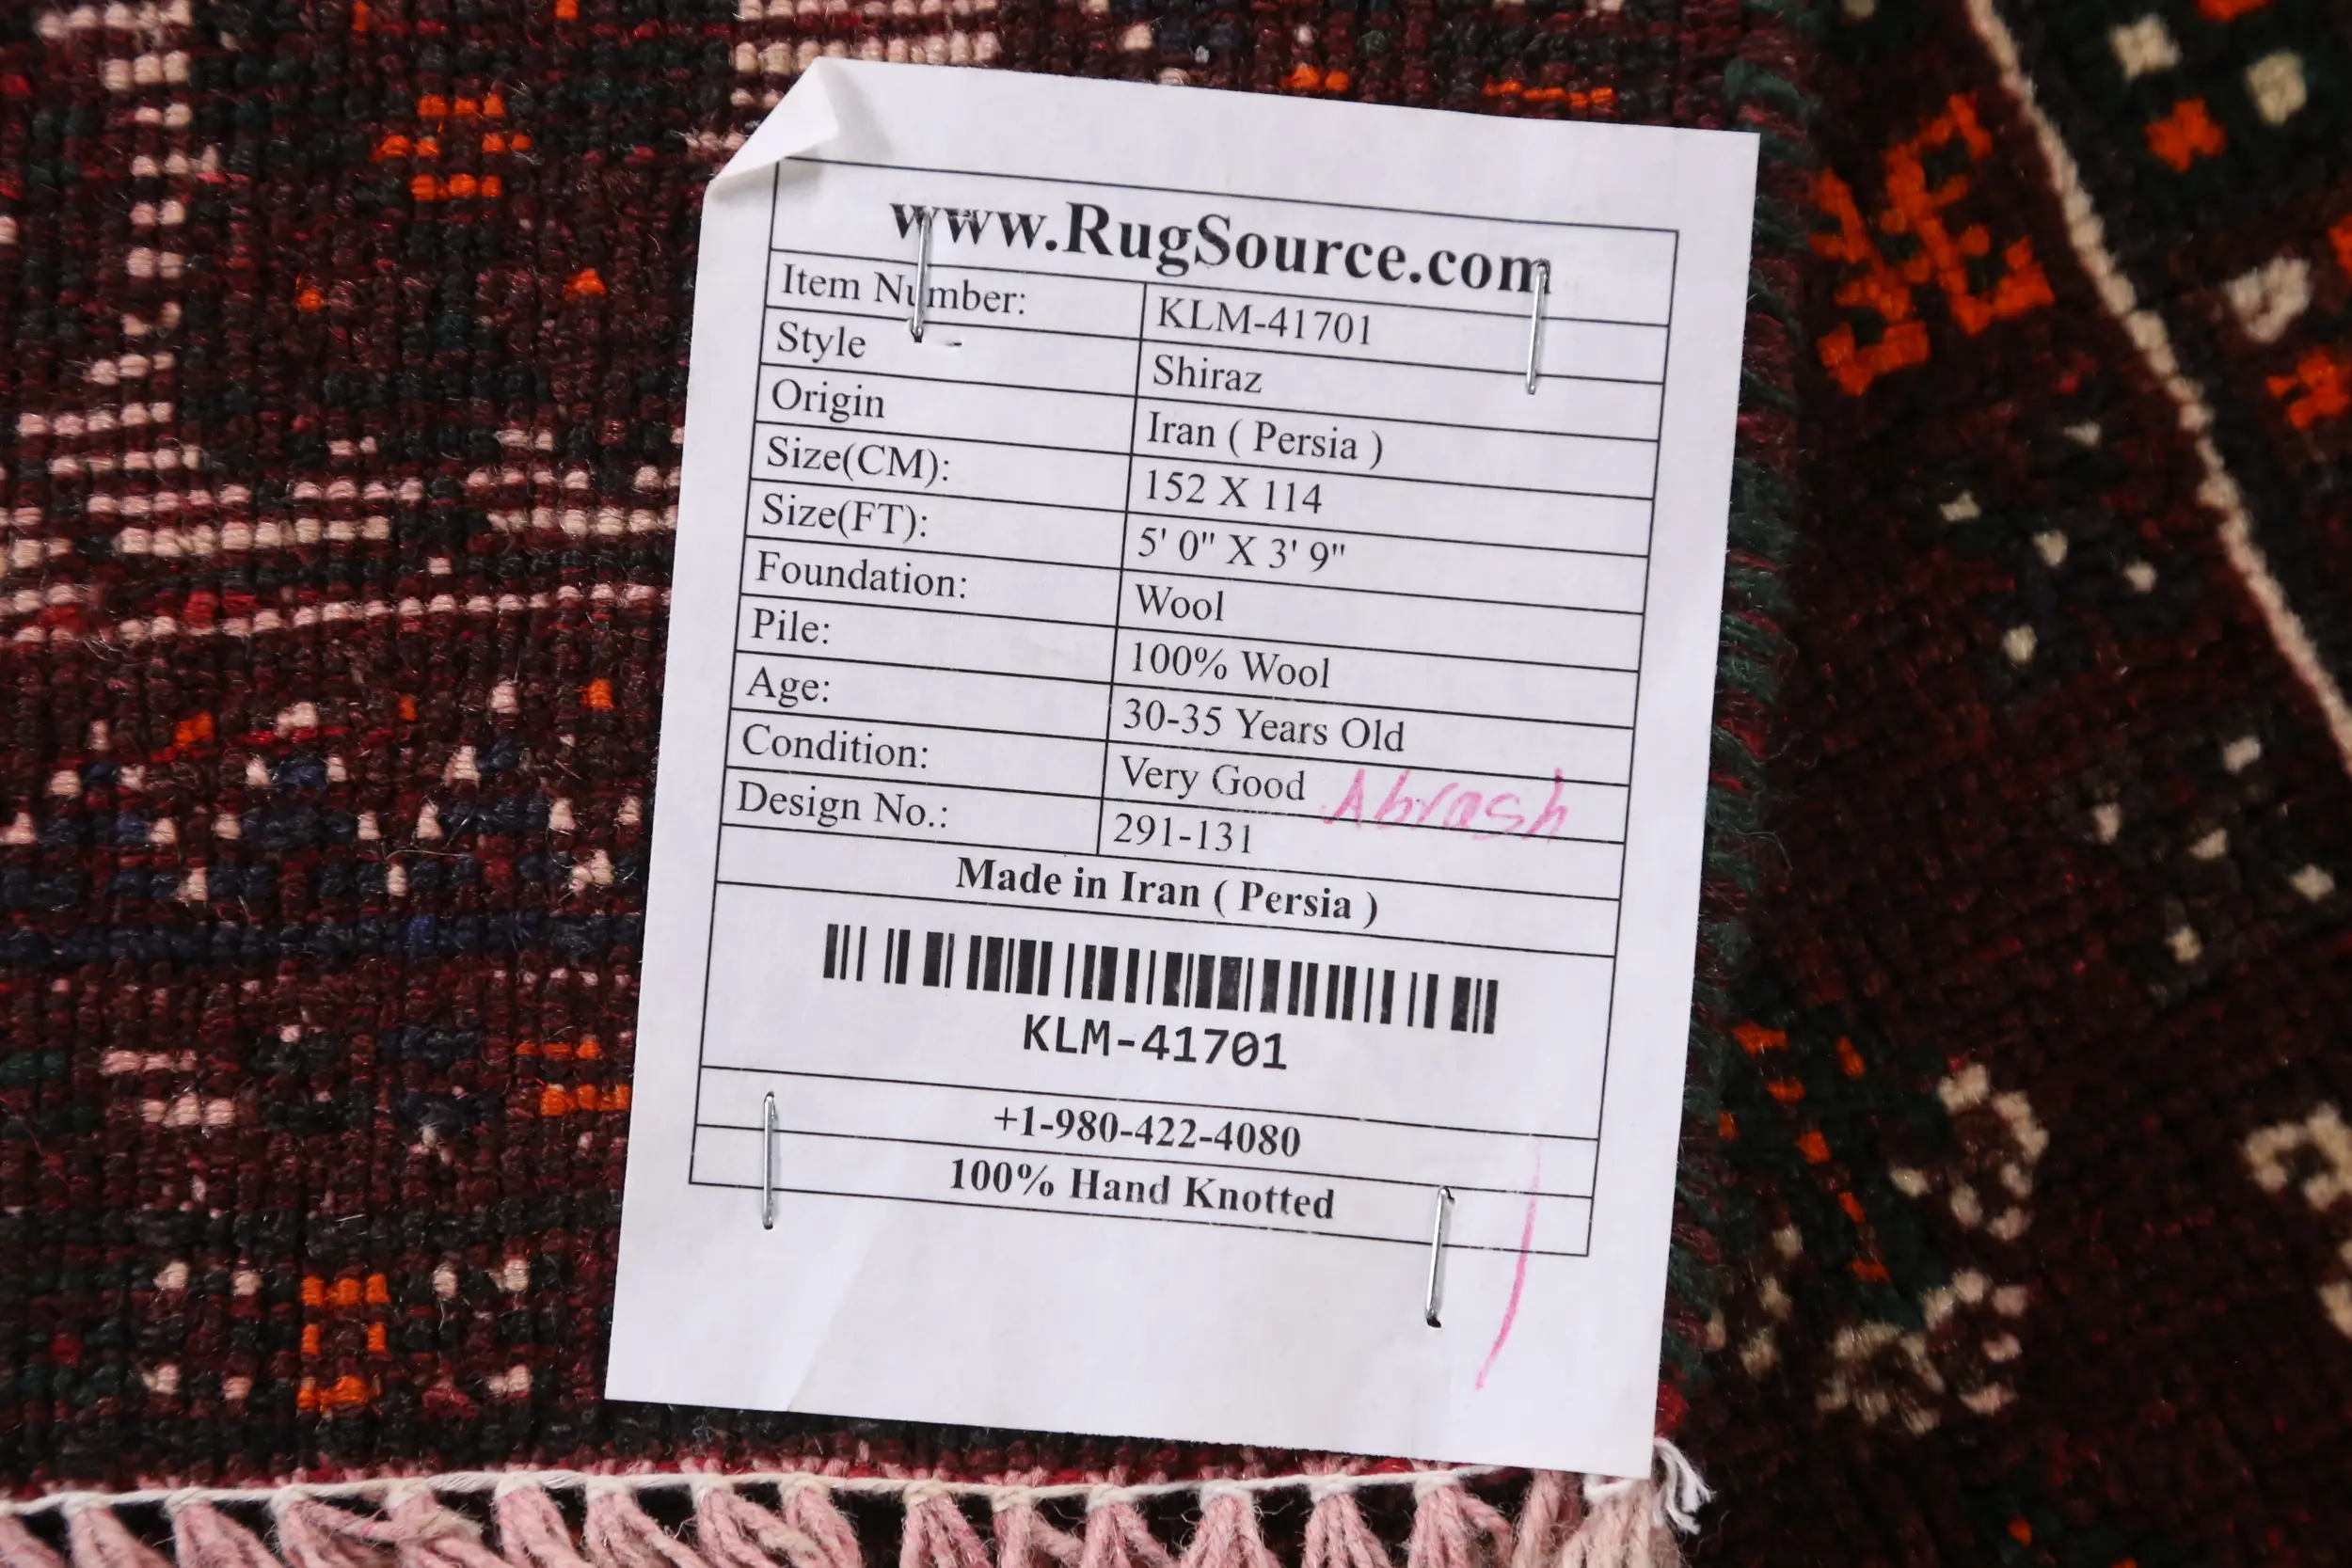 www.RugSource.com
Item Number: KLM-41701
Style Shiraz
Origin Iran ( Persia )
Size(CM): 152 X 114
Size(FT): 5' 0" X 3' 9"
Foundation: Wool
Pile: 100% Wool
Age: 30-35 Years Old
Condition: Very Good Abrash
Design No.: 291-131
Made in Iran ( Persia )
KLM-41701
+1-980-422-4080
100% Hand Knotted